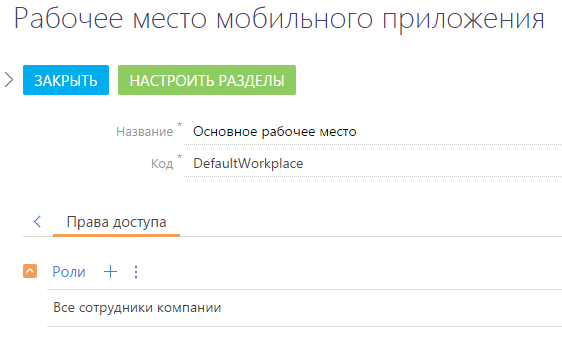 Рабочее место мобильного приложения
ЗАКРЫТЬ НАСТРОИТЬ РАЗДЕЛЫ
Название * Основное рабочее место
Код * DefaultWorkplace
Права доступа
Роли
Все сотрудники компании